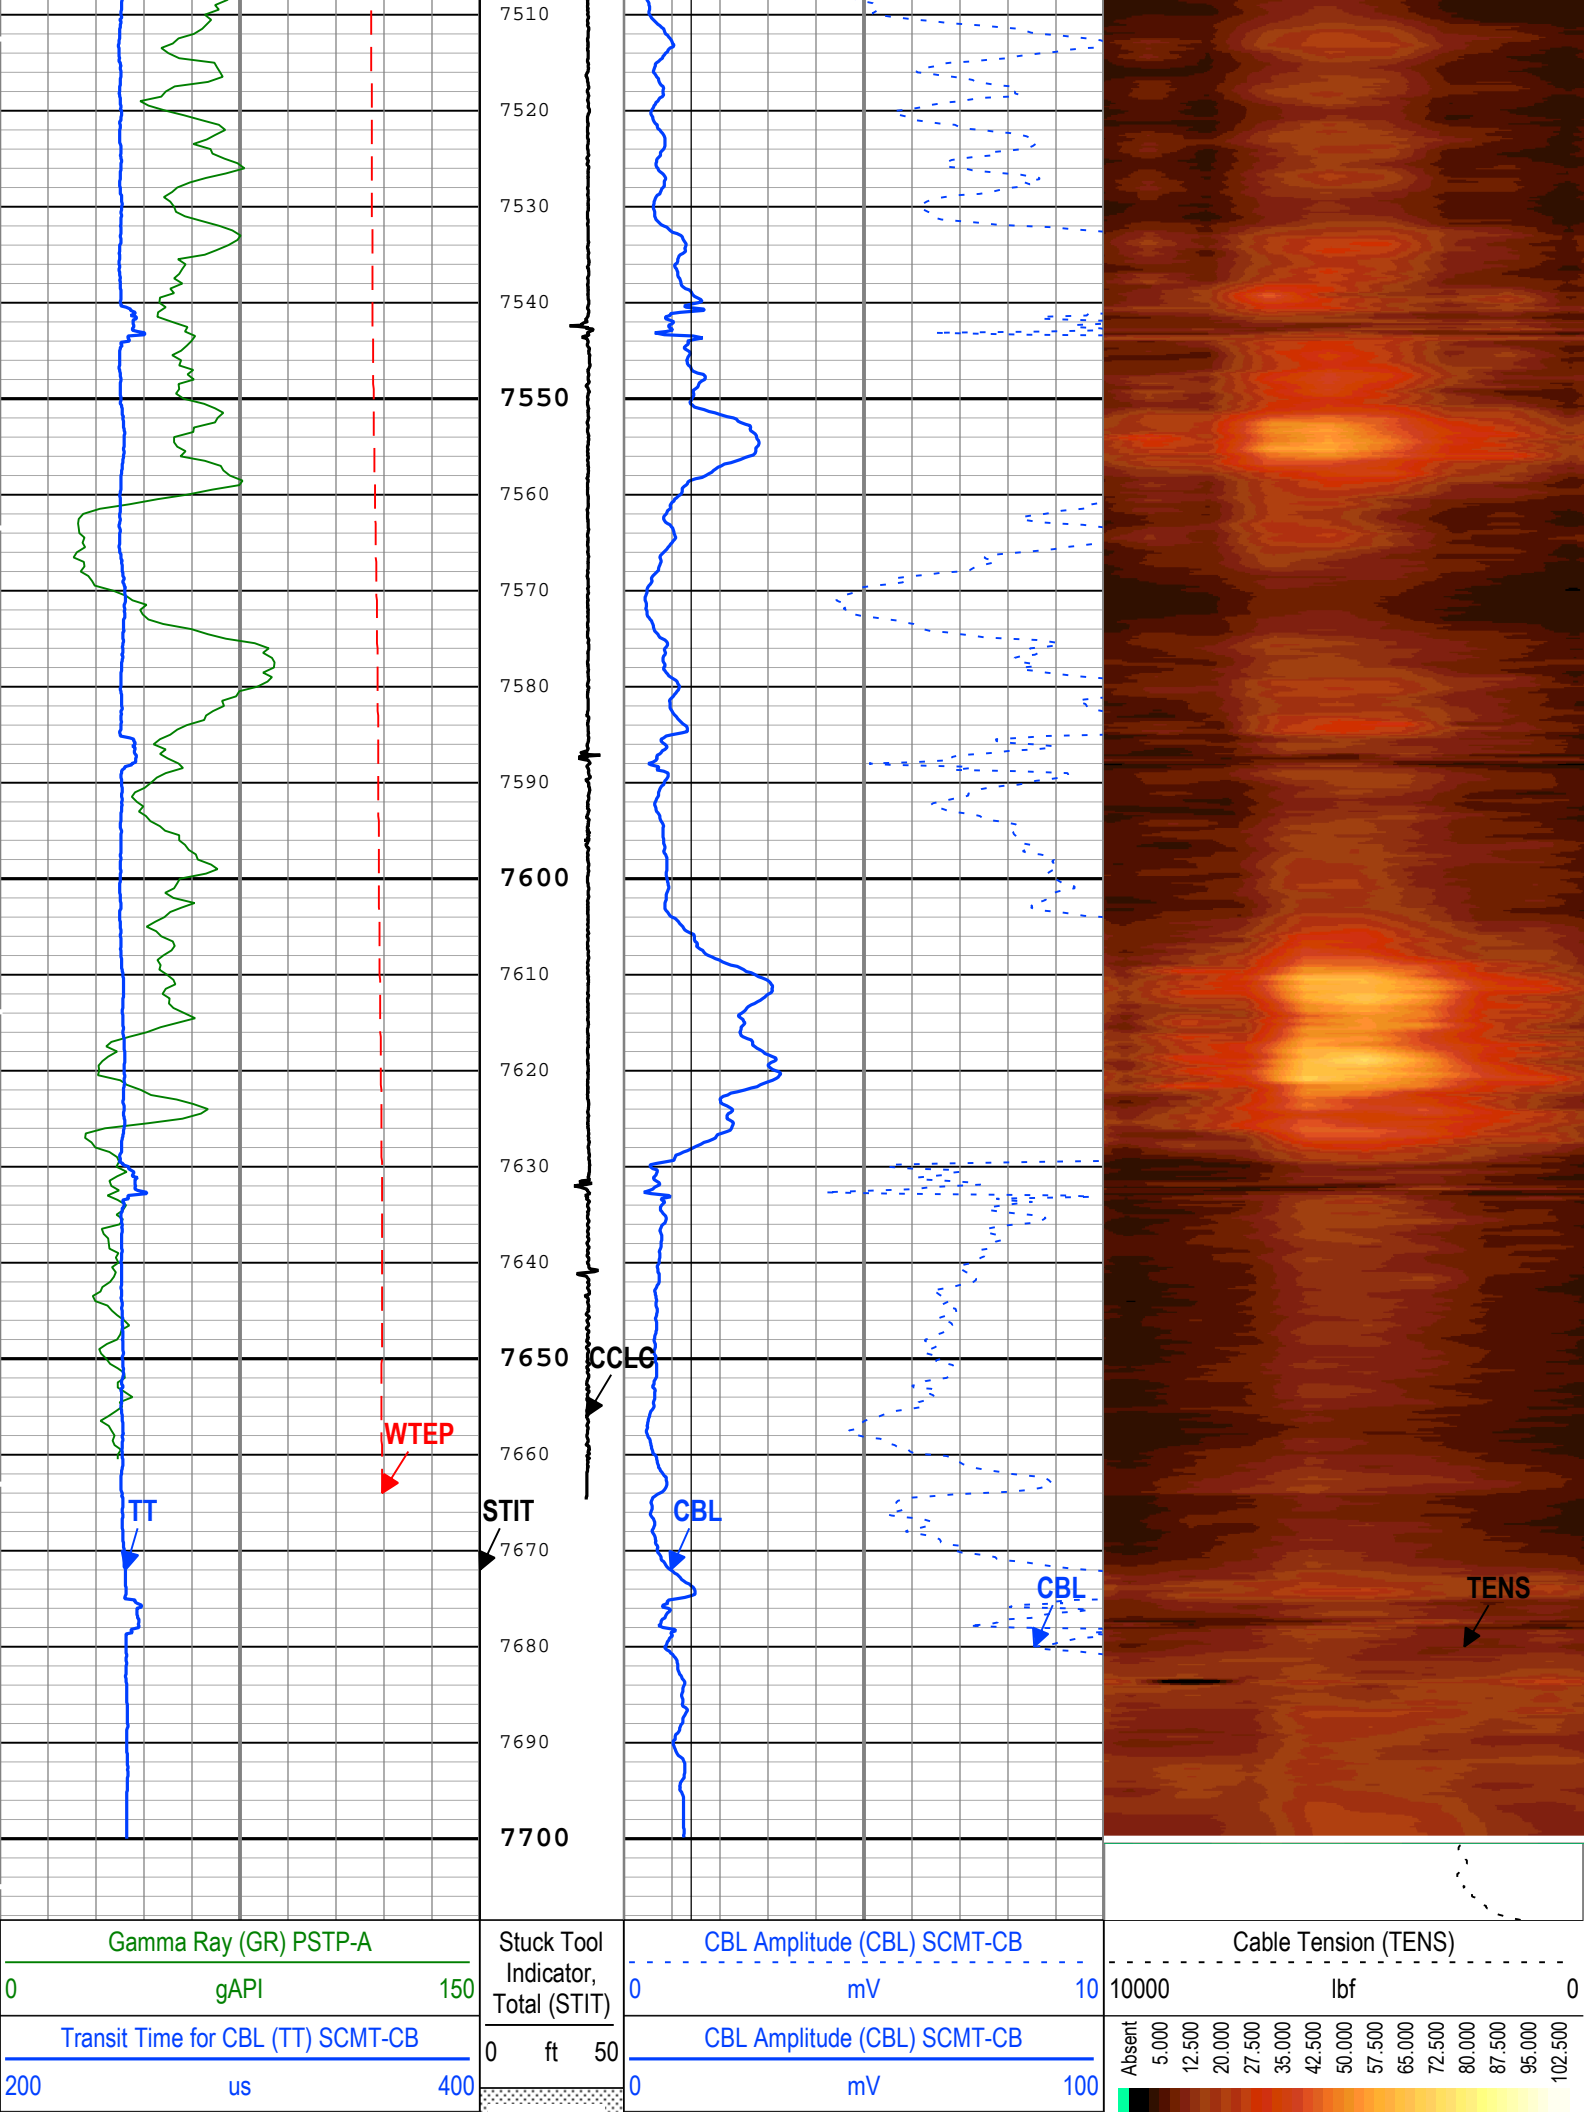 7510
7520
7530
7540
7550
7560
7570
7580
7590
7600
7610
7620
7630
7640
7650
CCLC
WTEP
7660
TT
STIT
CBL
7670
CBL
TENS
7680
7690
7700
Gamma Ray (GR) PSTP-A
0 gAPI 150
Transit Time for CBL (TT) SCMT-CB
200 us 400
Stuck Tool
Indicator,
Total (STIT)
0 ft 50
CBL Amplitude (CBL) SCMT-CB
0 mV 10
CBL Amplitude (CBL) SCMT-CB
0 mV 100
Cable Tension (TENS)
10000 lbf 0
Absent
5.000
12.500
20.000
27.500
35.000
42.500
50.000
57.500
65.000
72.500
80.000
87.500
95.000
102.500